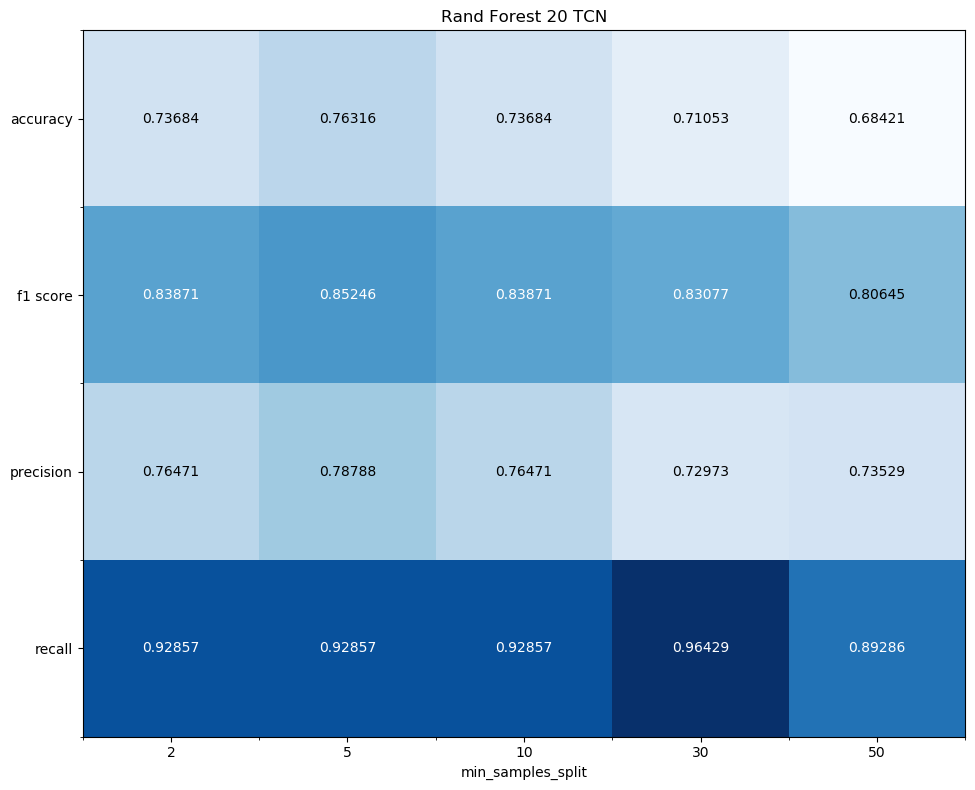 Rand Forest 20 TCN
accuracy 0.73684 0.76316 0.73684 0.71053 0.68421
f1 score 0.83871 0.85246 0.83871 0.83077 0.80645
precision 0.76471 0.78788 0.76471 0.72973 0.73529
recall 0.92857 0.92857 0.92857 0.96429 0.89286
2 5 10 30 50
min_samples_split